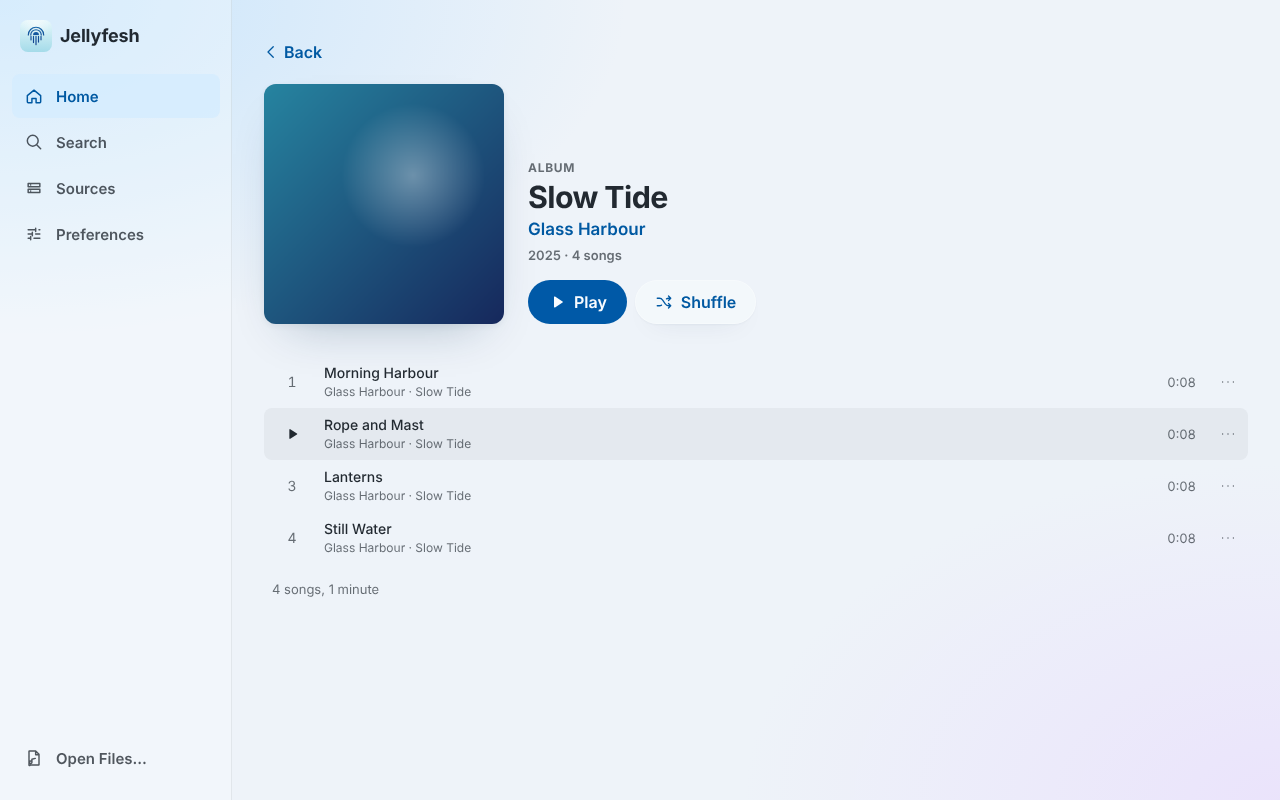 Jellyfesh
Home
Search
Sources
Preferences
Open Files...
Back
ALBUM
Slow Tide
Glass Harbour
2025 · 4 songs
Play
Shuffle
1 Morning Harbour 0:08 ...
Glass Harbour · Slow Tide
Rope and Mast 0:08 ...
Glass Harbour · Slow Tide
3 Lanterns 0:08 ...
Glass Harbour · Slow Tide
4 Still Water 0:08 ...
Glass Harbour · Slow Tide
4 songs, 1 minute